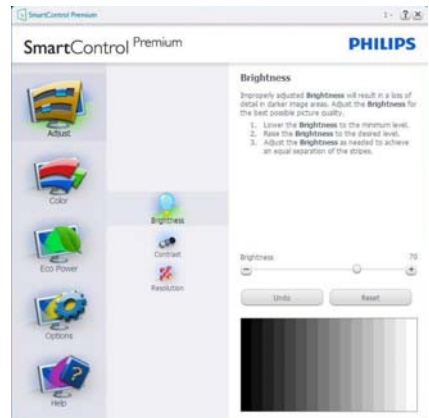 SmartControl Premium
SmartControl Premium
PHILIPS
Adjust
Color
Eco Power
Options
Help
Brightness
Contrast
Resolution
Brightness
Improperly adjusted Brightness will result in a loss of
detail in darker image areas. Adjust the Brightness for
the best possible picture quality.
1. Lower the Brightness to the minimum level.
2. Raise the Brightness to the desired level.
3. Adjust the Brightness as needed to achieve
an equal separation of the stripes.
Brightness 70
Undo Reset